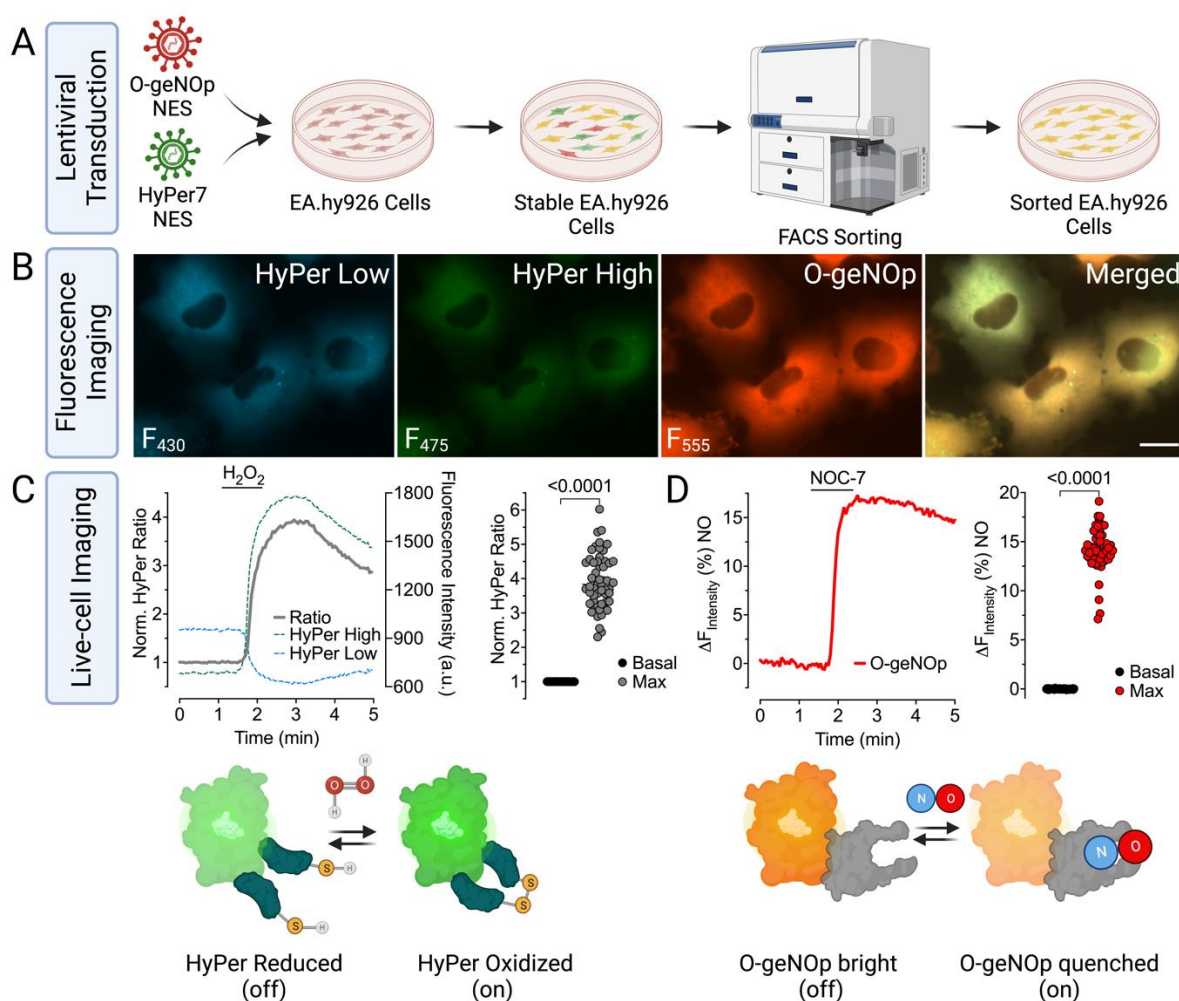 A
Lentiviral
Transduction
O-geNOp
NES
HyPer7
NES
EA.hy926 Cells
Stable EA.hy926
Cells
FACS Sorting
Sorted EA.hy926
Cells
B
Fluorescence
Imaging
HyPer Low
F430
HyPer High
F475
O-geNOp
F555
Merged
C
Live-cell Imaging
H2O2
Norm. HyPer Ratio
5
4
3
2
1
Ratio
HyPer High
HyPer Low
1800
1500
1200
900
600
Fluorescence
Intensity (a.u.)
0 1 2 3 4 5
Time (min)
<0.0001
Norm. HyPer Ratio
7
6
5
4
3
2
1
Basal
Max
D
NOC-7
ΔFIntensity (%) NO
15
10
5
0
O-geNOp
0 1 2 3 4 5
Time (min)
<0.0001
ΔFIntensity (%) NO
20
15
10
5
0
Basal
Max
H
O O
H
S H
S H
S
S
HyPer Reduced
(off)
HyPer Oxidized
(on)
N O
N O
O-geNOp bright
(off)
O-geNOp quenched
(on)